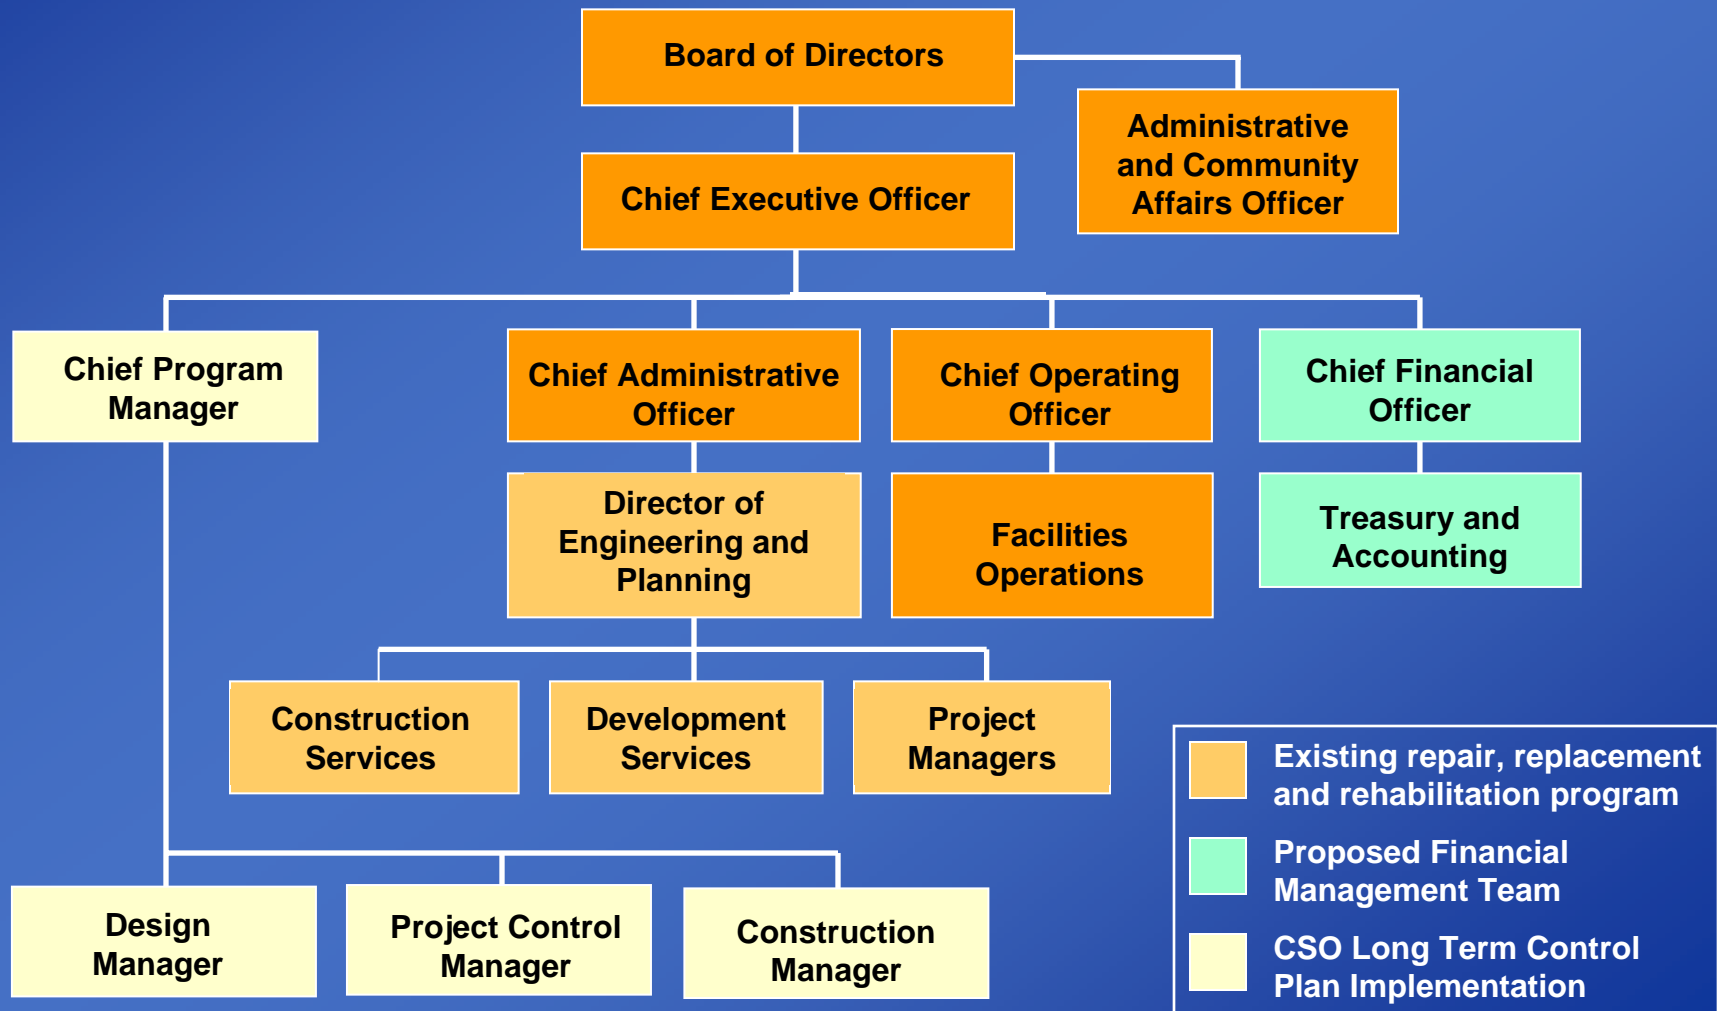 Board of Directors
Administrative
and Community
Affairs Officer
Chief Executive Officer
Chief Program
Manager
Chief Administrative
Officer
Chief Operating
Officer
Chief Financial
Officer
Director of
Engineering and
Planning
Facilities
Operations
Treasury and
Accounting
Construction
Services
Development
Services
Project
Managers
Design
Manager
Project Control
Manager
Construction
Manager
Existing repair, replacement
and rehabilitation program
Proposed Financial
Management Team
CSO Long Term Control
Plan Implementation